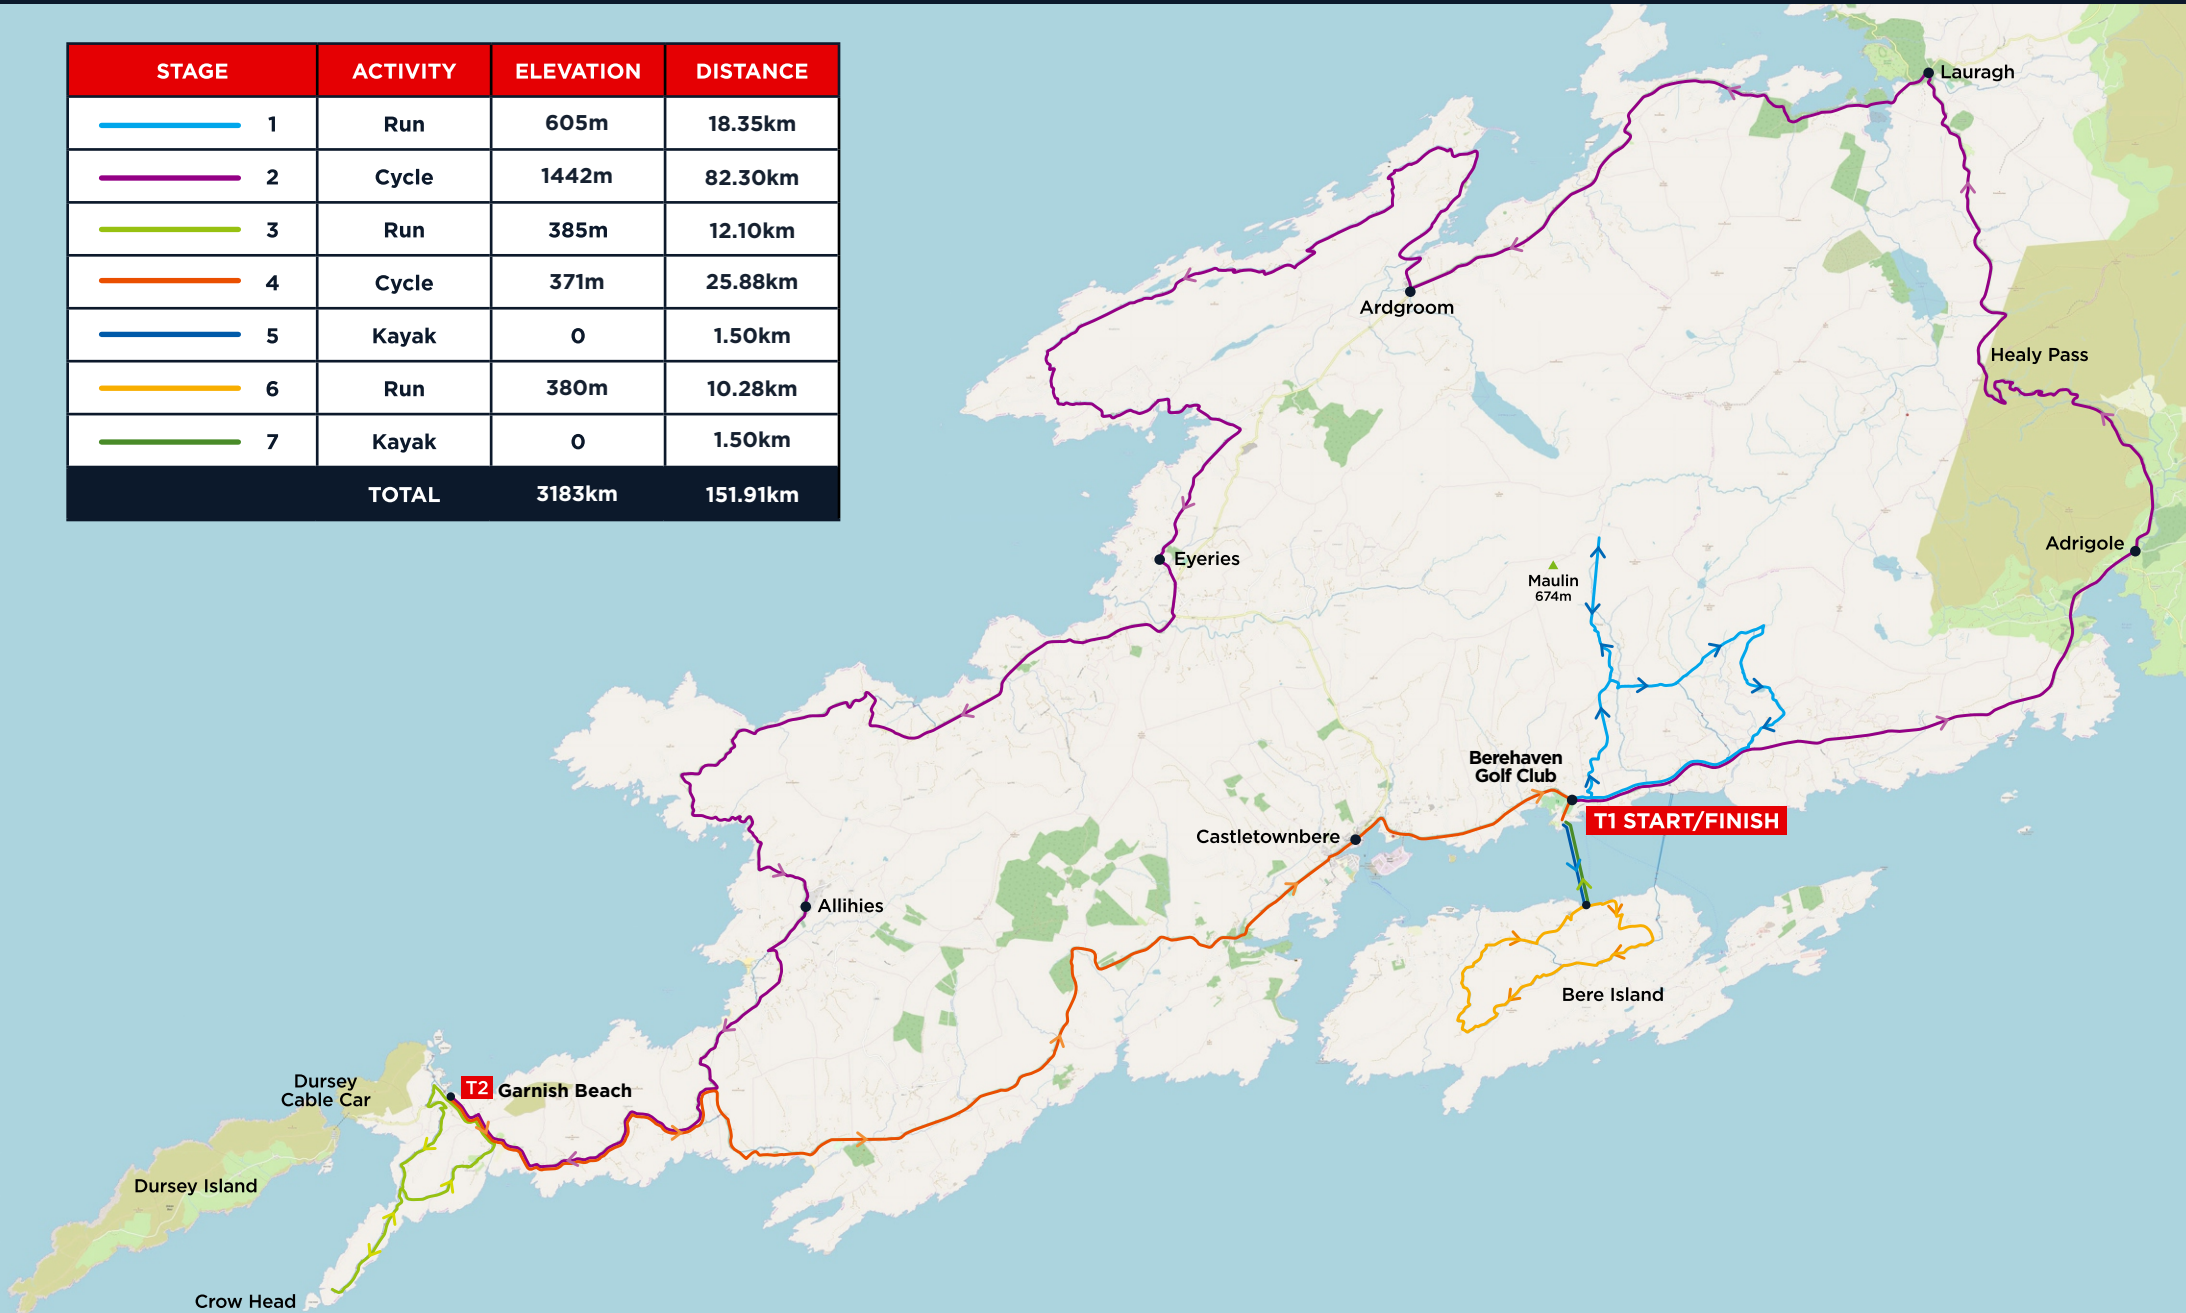 STAGE ACTIVITY ELEVATION DISTANCE
1 Run 605m 18.35km
2 Cycle 1442m 82.30km
3 Run 385m 12.10km
4 Cycle 371m 25.88km
5 Kayak 0 1.50km
6 Run 380m 10.28km
7 Kayak 0 1.50km
TOTAL 3183km 151.91km
Lauragh
Ardgroom
Healy Pass
Adrigole
Eyeries
Maulin
674m
Berehaven
Golf Club
T1 START/FINISH
Castletownbere
Allihies
Bere Island
Dursey
Cable Car
T2 Garnish Beach
Dursey Island
Crow Head